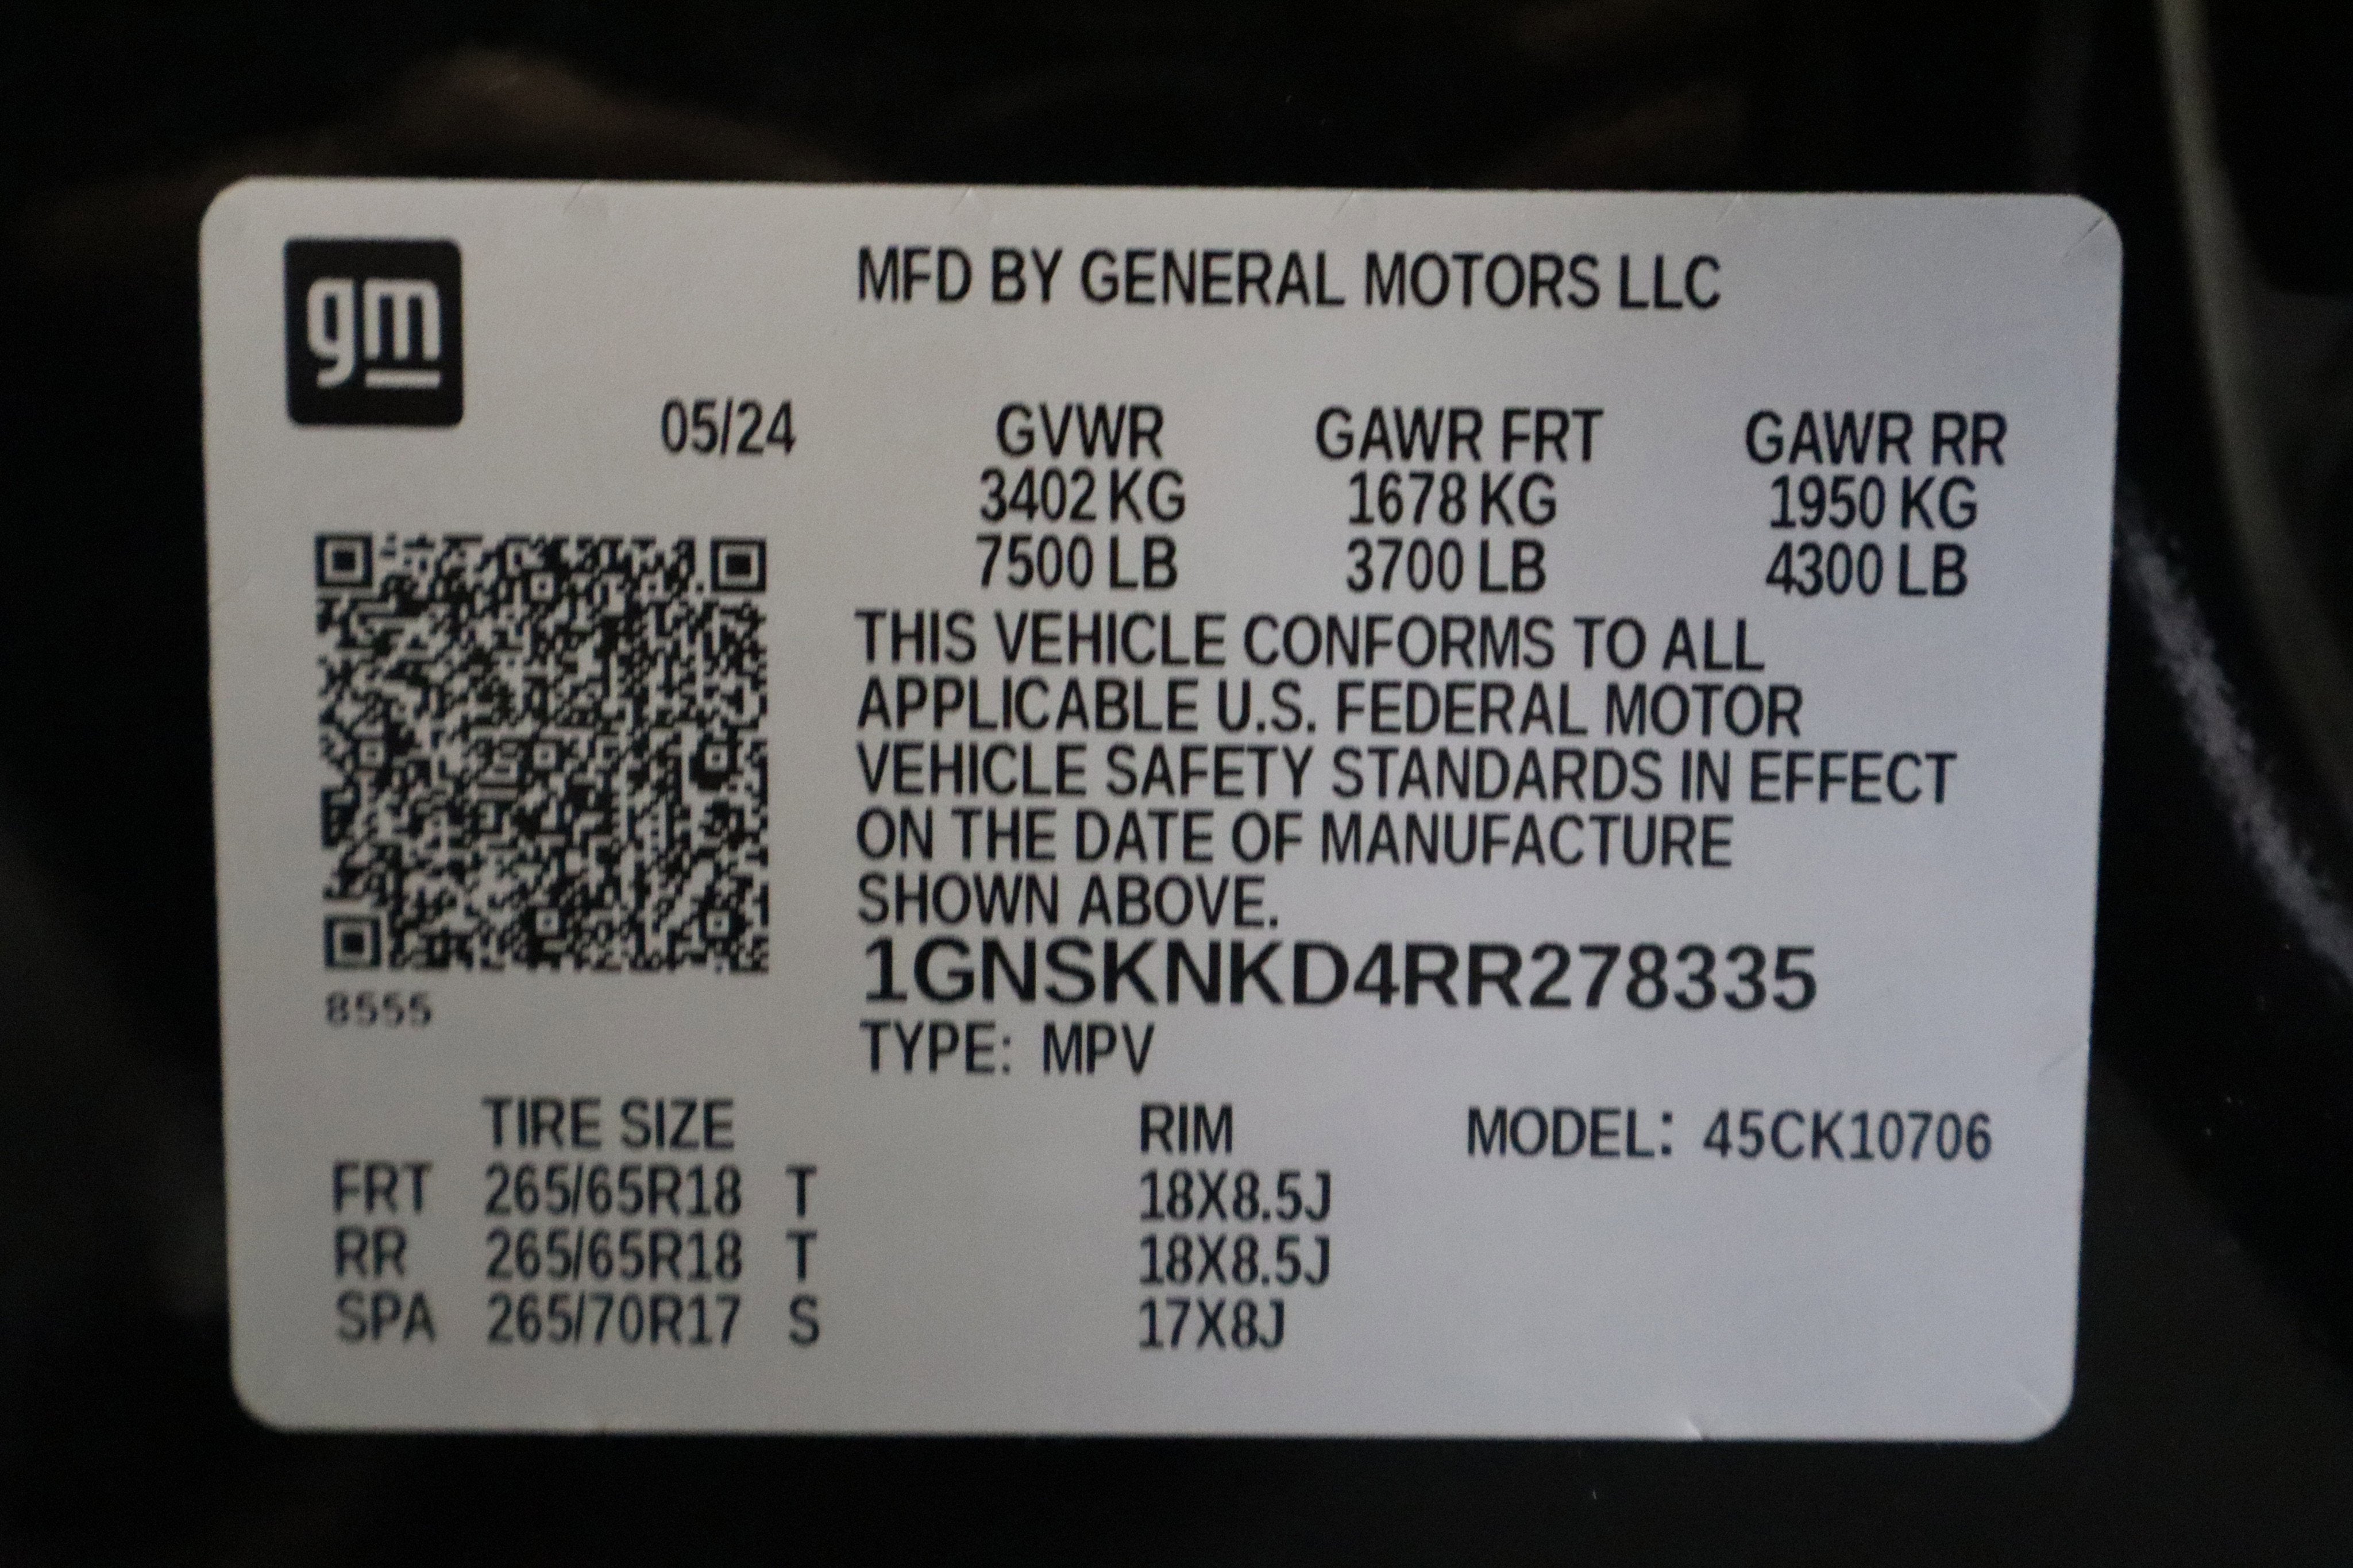 gm
MFD BY GENERAL MOTORS LLC
05/24 GVWR GAWR FRT GAWR RR
3402 KG 1678 KG 1950 KG
7500 LB 3700 LB 4300 LB
THIS VEHICLE CONFORMS TO ALL
APPLICABLE U.S. FEDERAL MOTOR
VEHICLE SAFETY STANDARDS IN EFFECT
ON THE DATE OF MANUFACTURE
SHOWN ABOVE.
1GNSKNKD4RR278335
8555
TYPE: MPV
TIRE SIZE RIM MODEL: 45CK10706
FRT 265/65R18 T 18X8.5J
RR 265/65R18 T 18X8.5J
SPA 265/70R17 S 17X8J